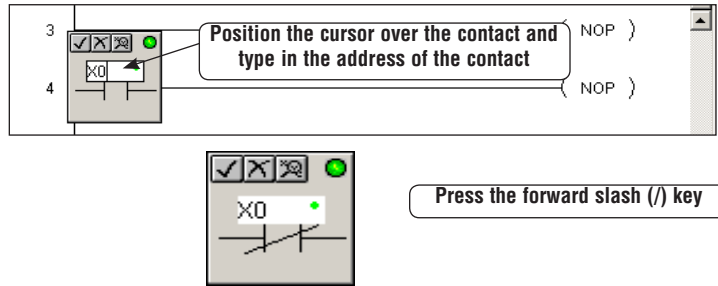 3
Position the cursor over the contact and
type in the address of the contact
( NOP )
X0
4
( NOP )
X0
Press the forward slash (/) key